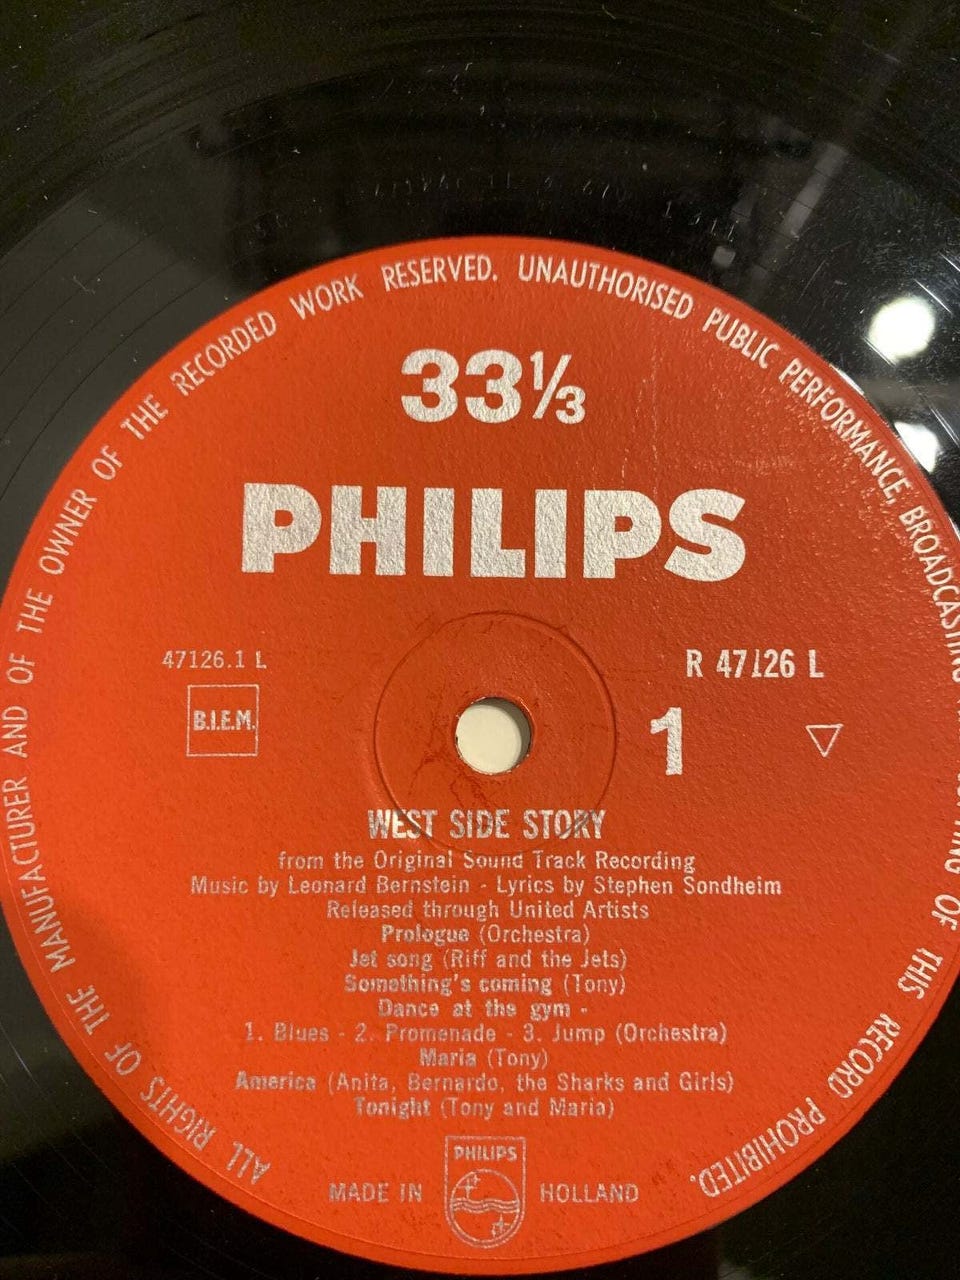 ALL RIGHTS OF THE MANUFACTURER AND OF THE OWNER OF THE RECORDED WORK RESERVED. UNAUTHORISED PUBLIC PERFORMANCE, BROADCASTING OF THIS RECORD PROHIBITED.
33⅓
PHILIPS
47126.1 L
R 47126 L
B.I.E.M.
1
WEST SIDE STORY
from the Original Sound Track Recording
Music by Leonard Bernstein - Lyrics by Stephen Sondheim
Released through United Artists
Prologue (Orchestra)
Jet song (Riff and the Jets)
Something's coming (Tony)
Dance at the gym -
1. Blues - 2. Promenade - 3. Jump (Orchestra)
Maria (Tony)
America (Anita, Bernardo, the Sharks and Girls)
Tonight (Tony and Maria)
PHILIPS
MADE IN HOLLAND